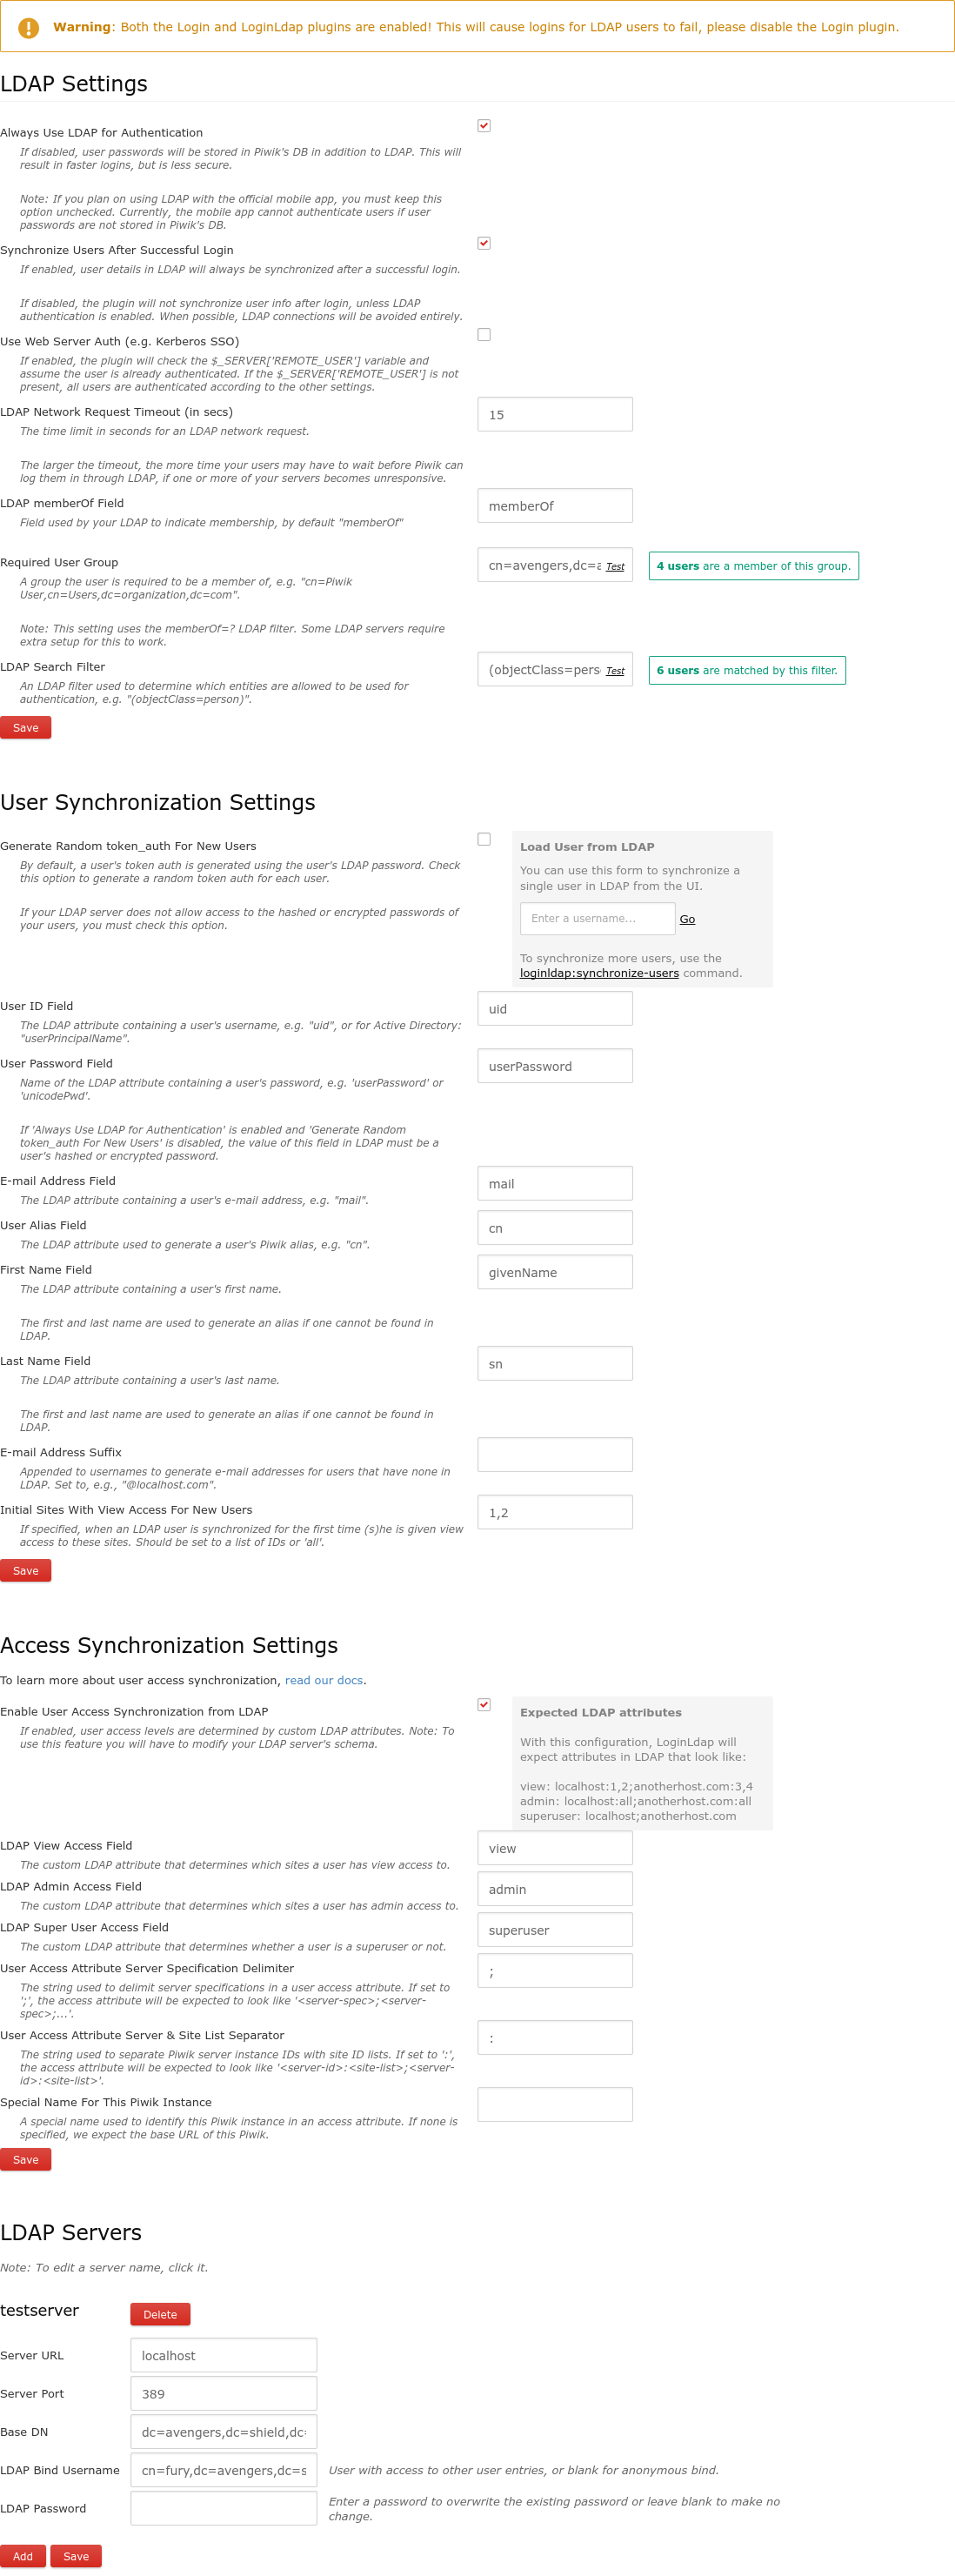 Warning: Both the Login and LoginLdap plugins are enabled! This will cause logins for LDAP users to fail, please disable the Login plugin.
LDAP Settings
Always Use LDAP for Authentication
If disabled, user passwords will be stored in Piwik's DB in addition to LDAP. This will
result in faster logins, but is less secure.
Note: If you plan on using LDAP with the official mobile app, you must keep this
option unchecked. Currently, the mobile app cannot authenticate users if user
passwords are not stored in Piwik's DB.
Synchronize Users After Successful Login
If enabled, user details in LDAP will always be synchronized after a successful login.
If disabled, the plugin will not synchronize user info after login, unless LDAP
authentication is enabled. When possible, LDAP connections will be avoided entirely.
Use Web Server Auth (e.g. Kerberos SSO)
If enabled, the plugin will check the $_SERVER['REMOTE_USER'] variable and
assume the user is already authenticated. If the $_SERVER['REMOTE_USER'] is not
present, all users are authenticated according to the other settings.
LDAP Network Request Timeout (in secs)
15
The time limit in seconds for an LDAP network request.
The larger the timeout, the more time your users may have to wait before Piwik can
log them in through LDAP, if one or more of your servers becomes unresponsive.
LDAP memberOf Field
memberOf
Field used by your LDAP to indicate membership, by default "memberOf"
Required User Group
cn=avengers,dc=a Test
4 users are a member of this group.
A group the user is required to be a member of, e.g. "cn=Piwik
User,cn=Users,dc=organization,dc=com".
Note: This setting uses the memberOf=? LDAP filter. Some LDAP servers require
extra setup for this to work.
LDAP Search Filter
(objectClass=pers Test
6 users are matched by this filter.
An LDAP filter used to determine which entities are allowed to be used for
authentication, e.g. "(objectClass=person)".
Save
User Synchronization Settings
Generate Random token_auth For New Users
By default, a user's token auth is generated using the user's LDAP password. Check
this option to generate a random token auth for each user.
If your LDAP server does not allow access to the hashed or encrypted passwords of
your users, you must check this option.
Load User from LDAP
You can use this form to synchronize a
single user in LDAP from the UI.
Enter a username... Go
To synchronize more users, use the
loginldap:synchronize-users command.
User ID Field
uid
The LDAP attribute containing a user's username, e.g. "uid", or for Active Directory:
"userPrincipalName".
User Password Field
userPassword
Name of the LDAP attribute containing a user's password, e.g. 'userPassword' or
'unicodePwd'.
If 'Always Use LDAP for Authentication' is enabled and 'Generate Random
token_auth For New Users' is disabled, the value of this field in LDAP must be a
user's hashed or encrypted password.
E-mail Address Field
mail
The LDAP attribute containing a user's e-mail address, e.g. "mail".
User Alias Field
cn
The LDAP attribute used to generate a user's Piwik alias, e.g. "cn".
First Name Field
givenName
The LDAP attribute containing a user's first name.
The first and last name are used to generate an alias if one cannot be found in
LDAP.
Last Name Field
sn
The LDAP attribute containing a user's last name.
The first and last name are used to generate an alias if one cannot be found in
LDAP.
E-mail Address Suffix
Appended to usernames to generate e-mail addresses for users that have none in
LDAP. Set to, e.g., "@localhost.com".
Initial Sites With View Access For New Users
1,2
If specified, when an LDAP user is synchronized for the first time (s)he is given view
access to these sites. Should be set to a list of IDs or 'all'.
Save
Access Synchronization Settings
To learn more about user access synchronization, read our docs.
Enable User Access Synchronization from LDAP
If enabled, user access levels are determined by custom LDAP attributes. Note: To
use this feature you will have to modify your LDAP server's schema.
Expected LDAP attributes
With this configuration, LoginLdap will
expect attributes in LDAP that look like:
view: localhost:1,2;anotherhost.com:3,4
admin: localhost:all;anotherhost.com:all
superuser: localhost;anotherhost.com
LDAP View Access Field
view
The custom LDAP attribute that determines which sites a user has view access to.
LDAP Admin Access Field
admin
The custom LDAP attribute that determines which sites a user has admin access to.
LDAP Super User Access Field
superuser
The custom LDAP attribute that determines whether a user is a superuser or not.
User Access Attribute Server Specification Delimiter
;
The string used to delimit server specifications in a user access attribute. If set to
';', the access attribute will be expected to look like '<server-spec>;<server-
spec>;...'.
User Access Attribute Server & Site List Separator
:
The string used to separate Piwik server instance IDs with site ID lists. If set to ':',
the access attribute will be expected to look like '<server-id>:<site-list>;<server-
id>:<site-list>'.
Special Name For This Piwik Instance
A special name used to identify this Piwik instance in an access attribute. If none is
specified, we expect the base URL of this Piwik.
Save
LDAP Servers
Note: To edit a server name, click it.
testserver
Delete
Server URL
localhost
Server Port
389
Base DN
dc=avengers,dc=shield,dc=
LDAP Bind Username
cn=fury,dc=avengers,dc=s
User with access to other user entries, or blank for anonymous bind.
LDAP Password
Enter a password to overwrite the existing password or leave blank to make no
change.
Add Save